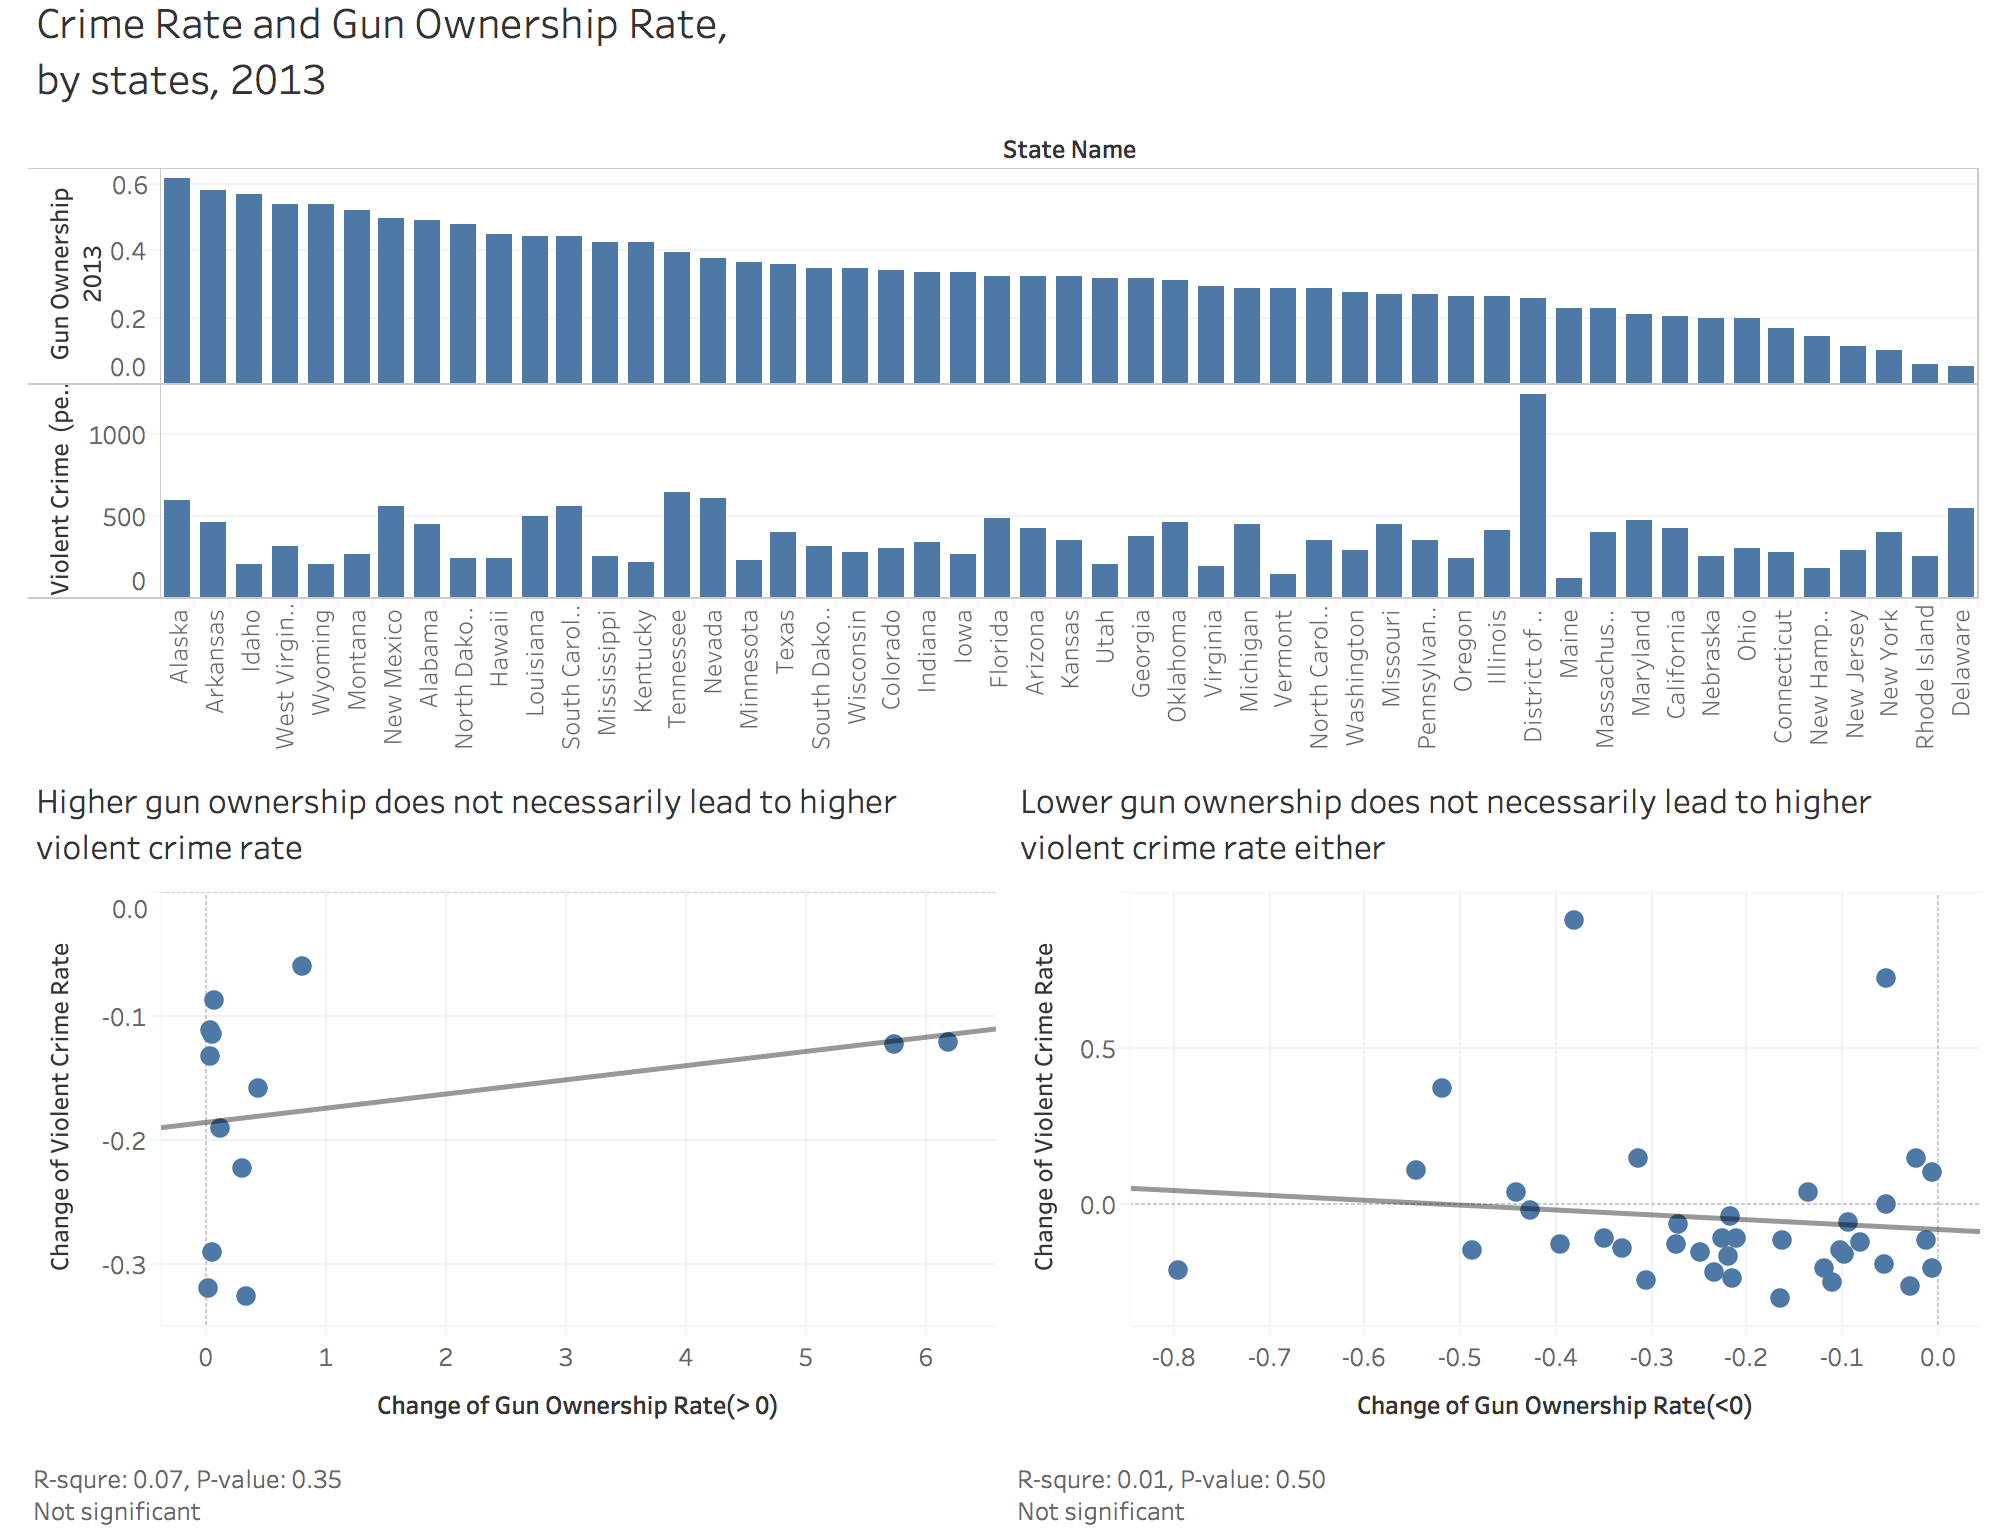 Crime Rate and Gun Ownership Rate,
by states, 2013
State Name
Gun Ownership
2013
0.6
0.4
0.2
0.0
Violent Crime (pe..
1000
500
0
Alaska
Arkansas
Idaho
West Virgin..
Wyoming
Montana
New Mexico
Alabama
North Dako..
Hawaii
Louisiana
South Carol..
Mississippi
Kentucky
Tennessee
Nevada
Minnesota
Texas
South Dako..
Wisconsin
Colorado
Indiana
Iowa
Florida
Arizona
Kansas
Utah
Georgia
Oklahoma
Virginia
Michigan
Vermont
North Carol..
Washington
Missouri
Pennsylvan..
Oregon
Illinois
District of ..
Maine
Massachus..
Maryland
California
Nebraska
Ohio
Connecticut
New Hamp..
New Jersey
New York
Rhode Island
Delaware
Higher gun ownership does not necessarily lead to higher
violent crime rate
Change of Violent Crime Rate
0.0
-0.1
-0.2
-0.3
0 1 2 3 4 5 6
Change of Gun Ownership Rate(> 0)
R-squre: 0.07, P-value: 0.35
Not significant
Lower gun ownership does not necessarily lead to higher
violent crime rate either
Change of Violent Crime Rate
0.5
0.0
-0.8 -0.7 -0.6 -0.5 -0.4 -0.3 -0.2 -0.1 0.0
Change of Gun Ownership Rate(<0)
R-squre: 0.01, P-value: 0.50
Not significant